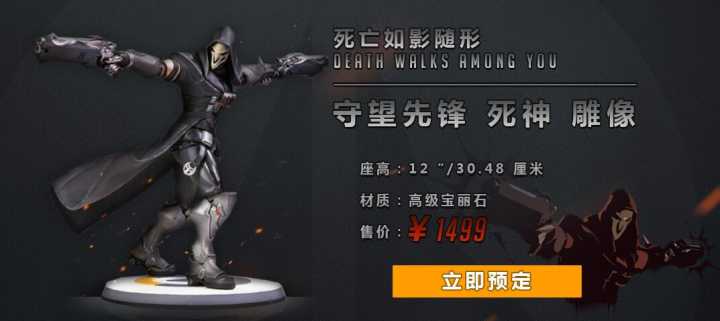 死亡如影随形
DEATH WALKS AMONG YOU
守望先锋 死神 雕像
座高：12 "/30.48 厘米
材质：高级宝丽石
售价：￥1499
立即预定